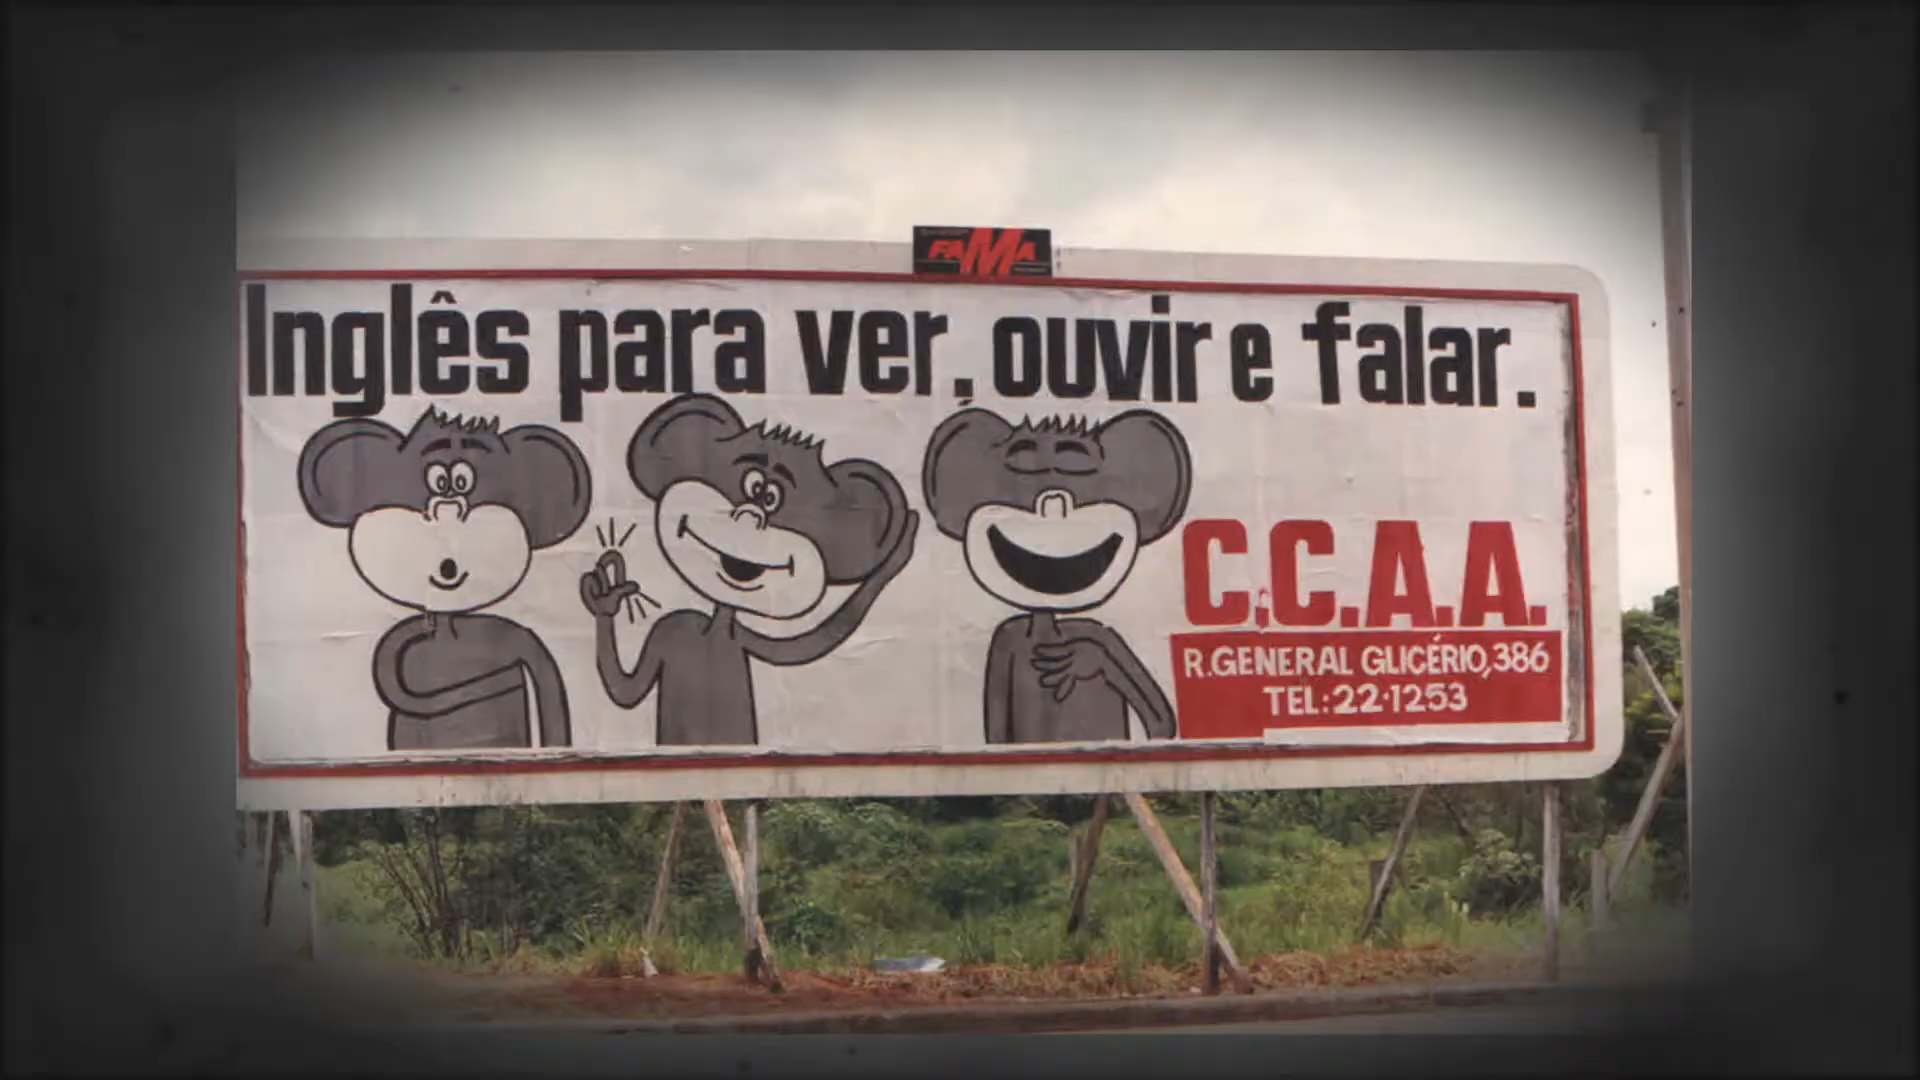 FAMA
Inglês para ver, ouvir e falar.
C.C.A.A.
R.GENERAL GLICÉRIO,386
TEL:22·1253